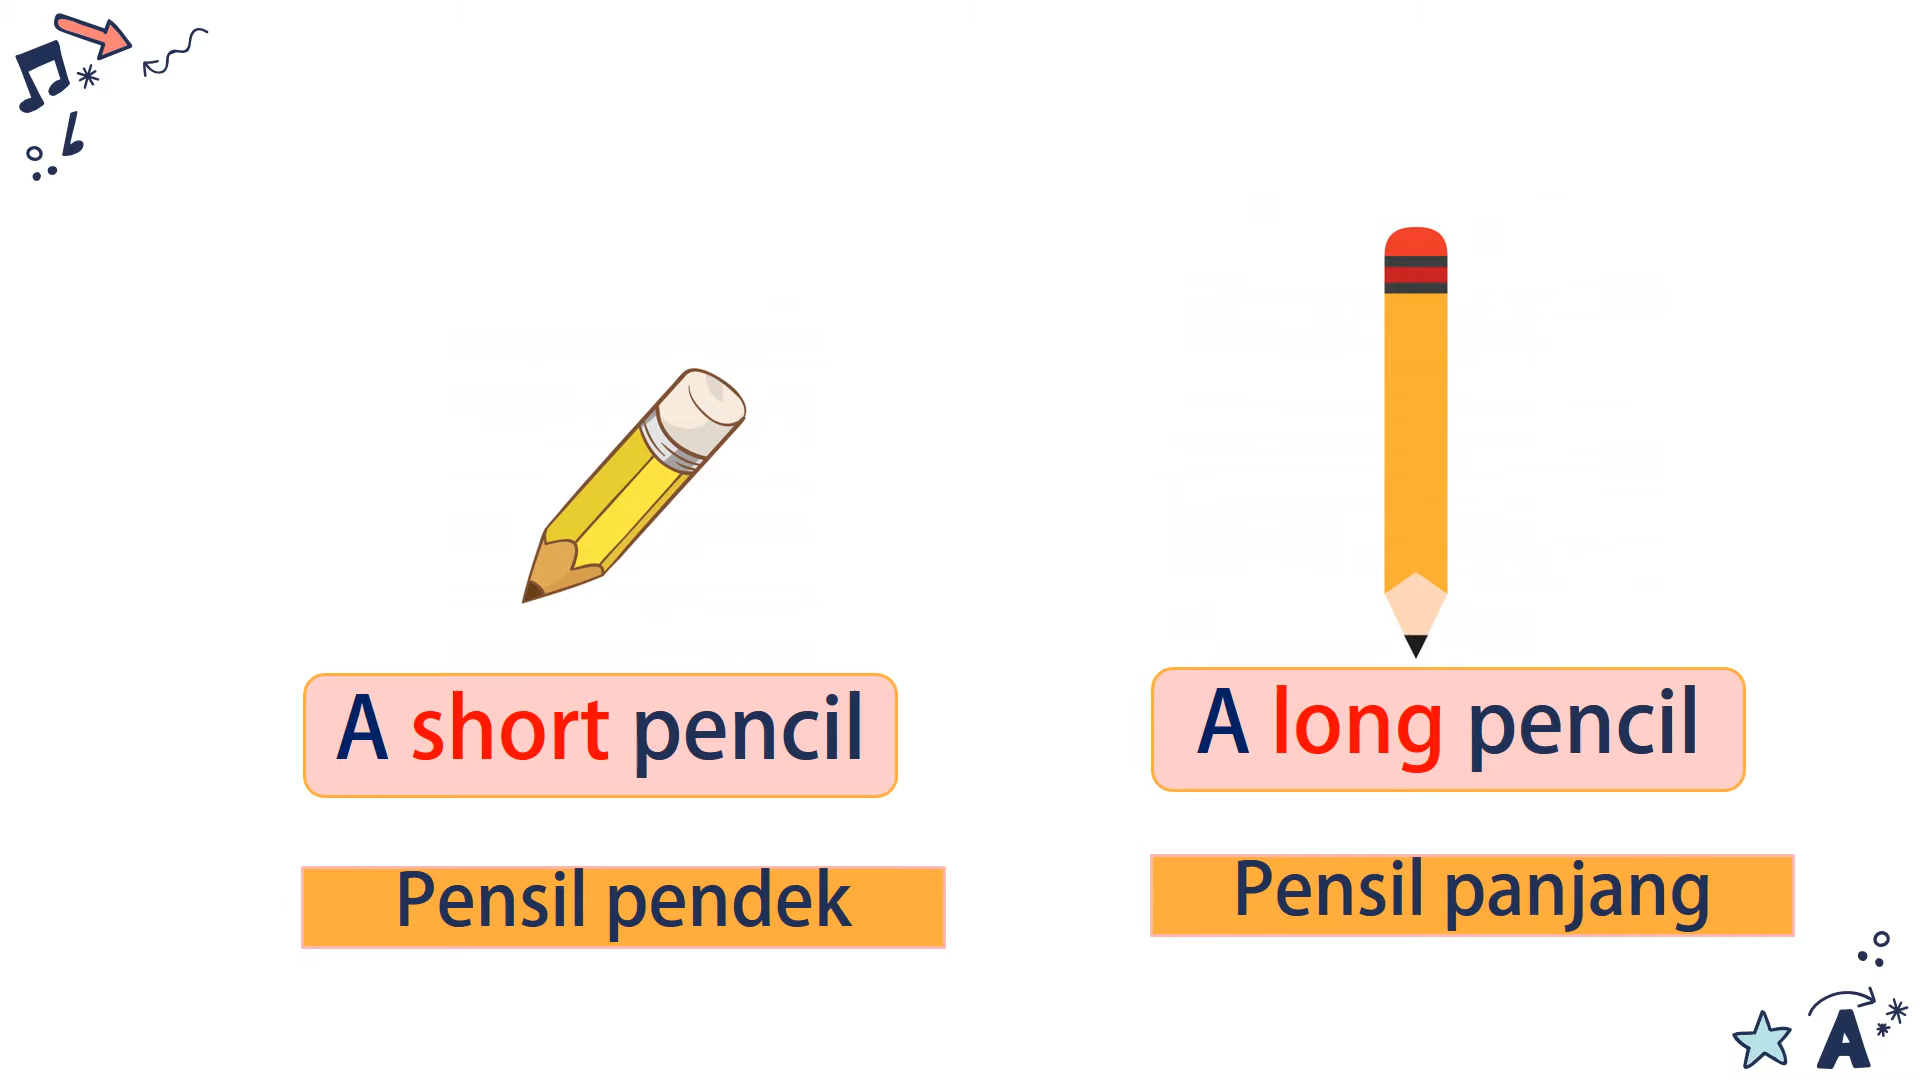 A short pencil
A long pencil
Pensil pendek
Pensil panjang
A